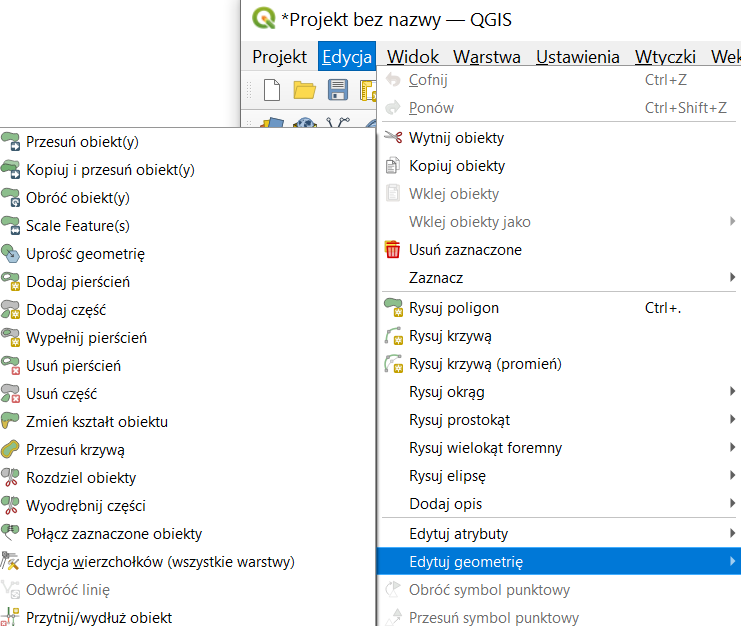 *Projekt bez nazwy — QGIS
Projekt Edycja Widok Warstwa Ustawienia Wtyczki Wek
Cofnij Ctrl+Z
Ponów Ctrl+Shift+Z
Wytnij obiekty
Kopiuj obiekty
Wklej obiekty
Wklej obiekty jako
Usuń zaznaczone
Zaznacz
Rysuj poligon Ctrl+.
Rysuj krzywą
Rysuj krzywą (promień)
Rysuj okrąg
Rysuj prostokąt
Rysuj wielokąt foremny
Rysuj elipsę
Dodaj opis
Edytuj atrybuty
Edytuj geometrię
Obróć symbol punktowy
Przesuń symbol punktowy
Przesuń obiekt(y)
Kopiuj i przesuń obiekt(y)
Obróć obiekt(y)
Scale Feature(s)
Uprość geometrię
Dodaj pierścień
Dodaj część
Wypełnij pierścień
Usuń pierścień
Usuń część
Zmień kształt obiektu
Przesuń krzywą
Rozdziel obiekty
Wyodrębnij części
Połącz zaznaczone obiekty
Edycja wierzchołków (wszystkie warstwy)
Odwróć linię
Przytnij/wydłuż obiekt